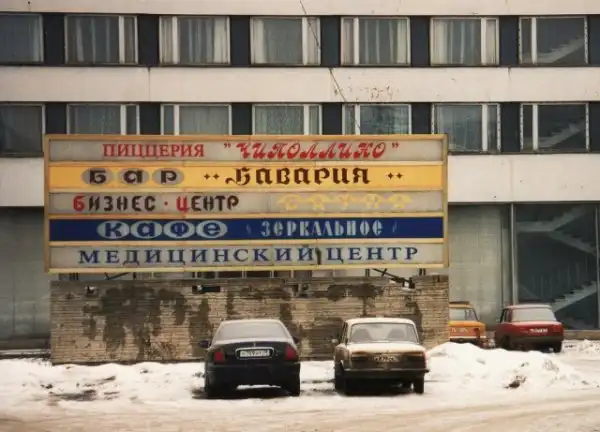 ПИЦЦЕРИЯ "ЧИПОЛЛИНО"
БАР "БАВАРИЯ"
БИЗНЕС · ЦЕНТР
КАФЕ ЗЕРКАЛЬНОЕ
МЕДИЦИНСКИЙ ЦЕНТР